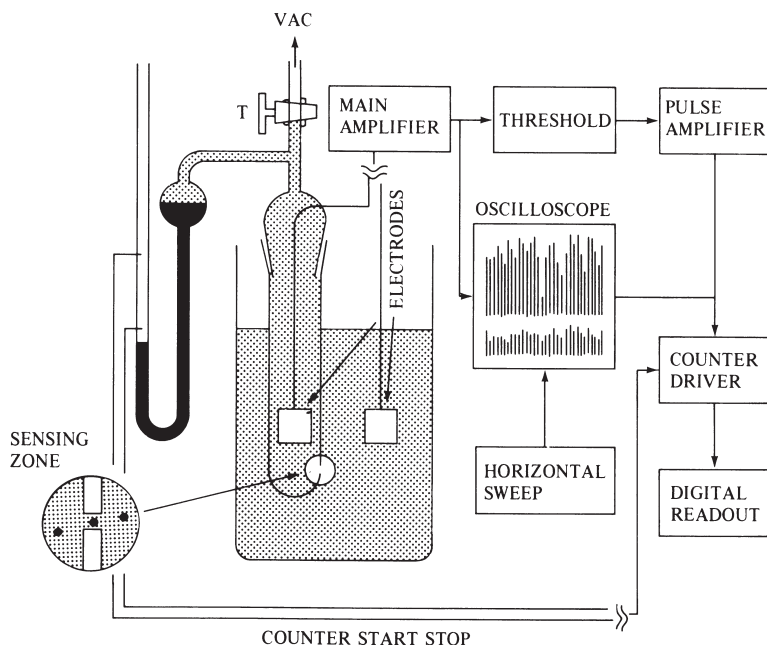 VAC
T
MAIN
AMPLIFIER
THRESHOLD
PULSE
AMPLIFIER
OSCILLOSCOPE
ELECTRODES
COUNTER
DRIVER
SENSING
ZONE
HORIZONTAL
SWEEP
DIGITAL
READOUT
COUNTER START STOP